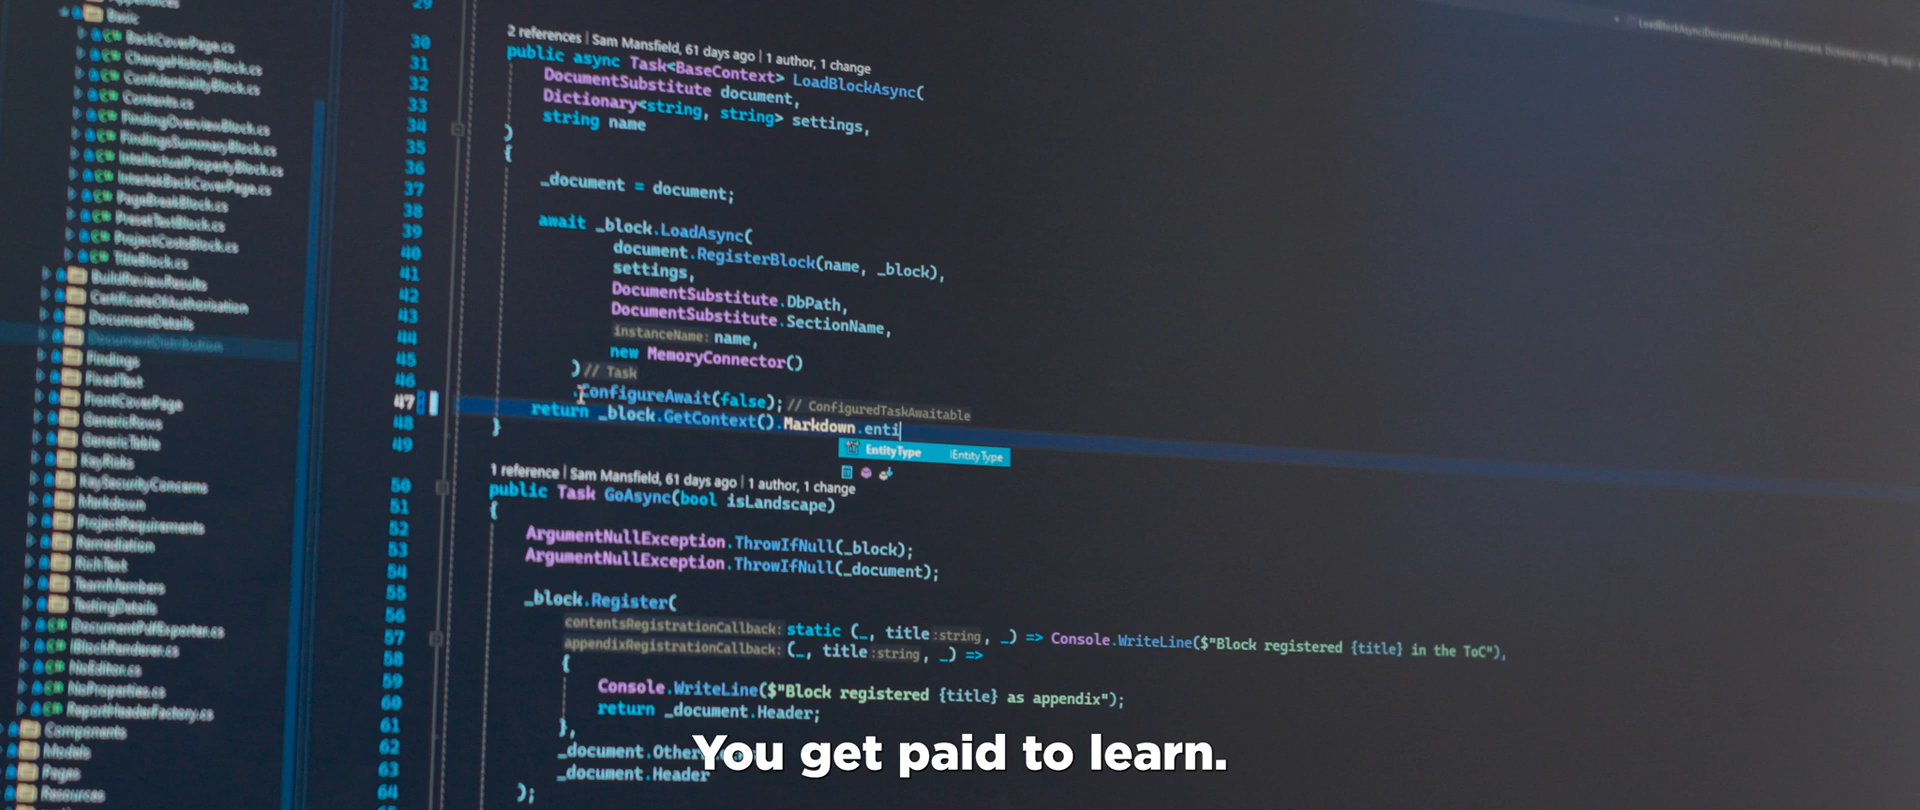 Basic
BackCoverPage.cs
ChangeHistoryBlock.cs
ConfidentialityBlock.cs
Contents.cs
FindingOverviewBlock.cs
FindingsSummaryBlock.cs
IntellectualPropertyBlock.cs
IntertekBackCoverPage.cs
PageBreakBlock.cs
PresetTextBlock.cs
ProjectCostsBlock.cs
TitleBlock.cs
BuildReviewResults
CertificateOfAuthorisation
DocumentDetails
DocumentDistribution
Findings
FixedText
FrontCoverPage
GenericRows
GenericTable
KeyRisks
KeySecurityConcerns
Markdown
ProjectRequirements
Remediation
RichText
TeamMembers
TestingDetails
DocumentPdfExporter.cs
IBlockRenderer.cs
NoEditor.cs
NoProperties.cs
ReportHeaderFactory.cs
Components
Models
Pages
Resources
29
30
2 references | Sam Mansfield, 61 days ago | 1 author, 1 change
31 public async Task<BaseContext> LoadBlockAsync(
32 DocumentSubstitute document,
33 Dictionary<string, string> settings,
34 string name
35 )
36 {
37
38 _document = document;
39
40 await _block.LoadAsync(
41 document.RegisterBlock(name, _block),
42 settings,
43 DocumentSubstitute.DbPath,
44 DocumentSubstitute.SectionName,
45 instanceName: name,
46 new MemoryConnector()
) // Task
.ConfigureAwait(false); // ConfiguredTaskAwaitable
47 return _block.GetContext().Markdown.enti
48 }
49
EntityType IEntityType
1 reference | Sam Mansfield, 61 days ago | 1 author, 1 change
50 public Task GoAsync(bool isLandscape)
51 {
52 ArgumentNullException.ThrowIfNull(_block);
53 ArgumentNullException.ThrowIfNull(_document);
54
55 _block.Register(
56 contentsRegistrationCallback: static (_, title:string, _) => Console.WriteLine($"Block registered {title} in the ToC"),
57 appendixRegistrationCallback: (_, title:string, _) =>
58 {
59 Console.WriteLine($"Block registered {title} as appendix");
60 return _document.Header;
61 },
62 _document.Other
63 _document.Header
64 );
You get paid to learn.